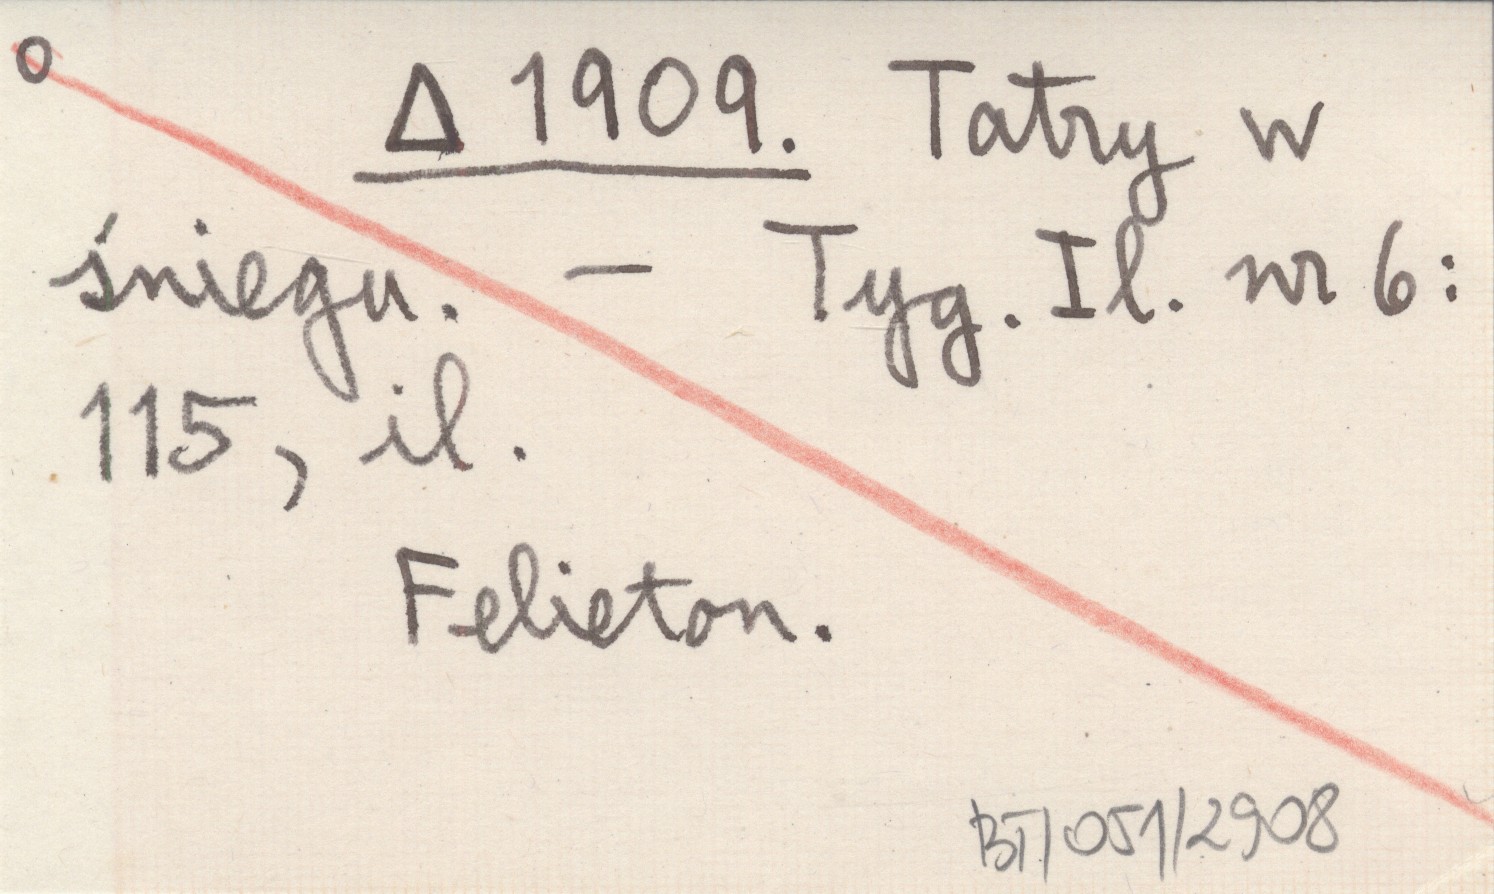 o
Δ 1909. Tatry w
śniegu. — Tyg. Il. nr 6:
115, il.
Felieton.
BT/051/2908